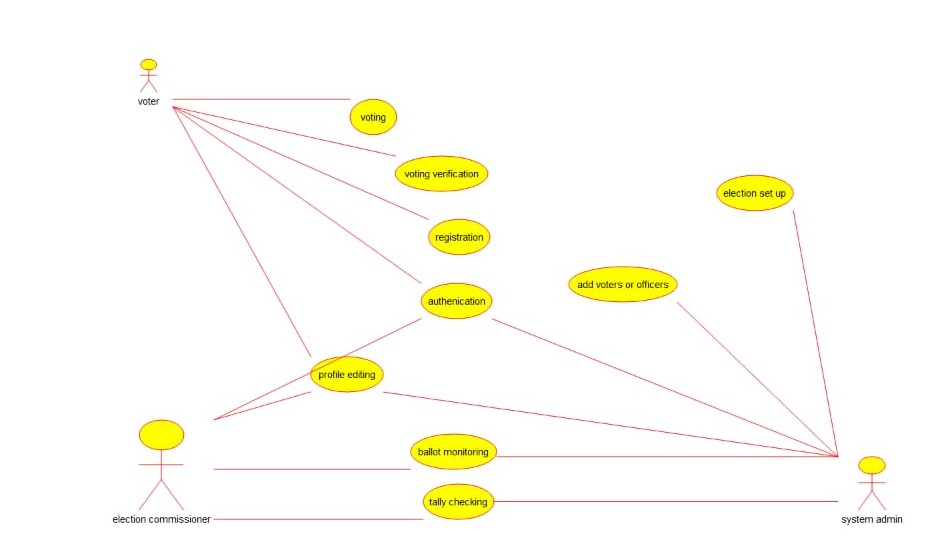 voter
voting
voting verification
election set up
registration
add voters or officers
authenication
profile editing
ballot monitoring
tally checking
election commissioner
system admin